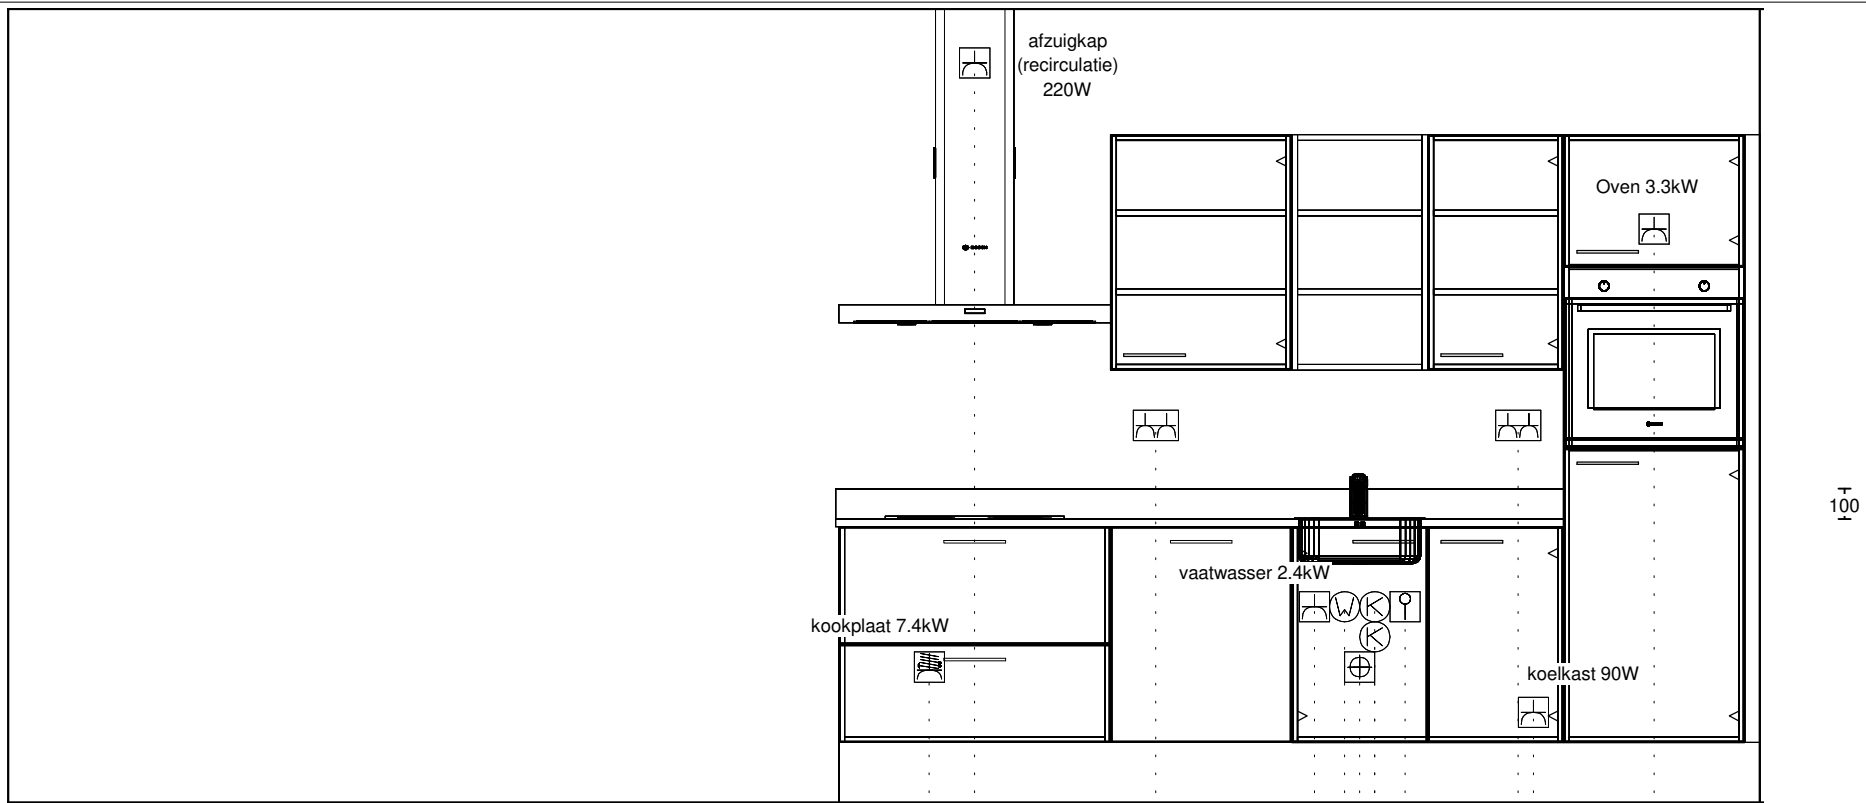 afzuigkap
(recirculatie)
220W
Oven 3.3kW
100
vaatwasser 2.4kW
W K
K
kookplaat 7.4kW
koelkast 90W